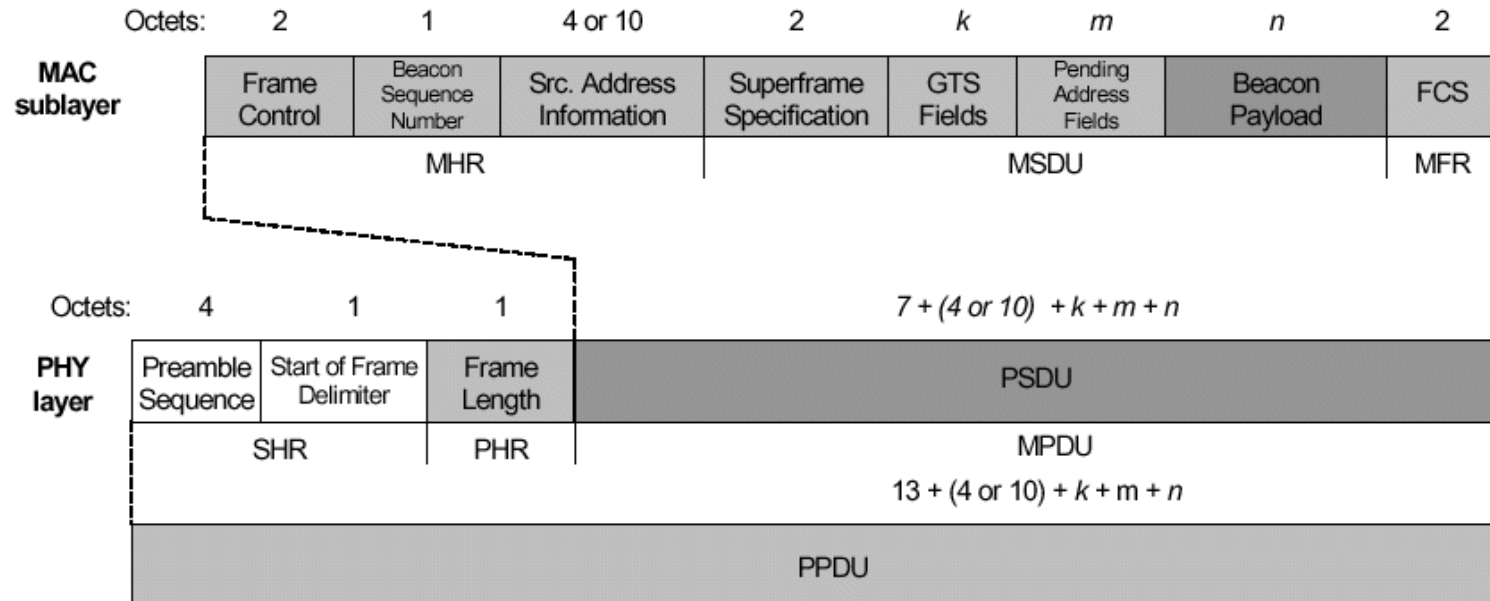 Octets: 2 1 4 or 10 2 k m n 2
MAC sublayer
Frame Control
Beacon Sequence Number
Src. Address Information
Superframe Specification
GTS Fields
Pending Address Fields
Beacon Payload
FCS
MHR MSDU MFR
Octets: 4 1 1 7 + (4 or 10) + k + m + n
PHY layer
Preamble Sequence
Start of Frame Delimiter
Frame Length
PSDU
SHR PHR MPDU
13 + (4 or 10) + k + m + n
PPDU